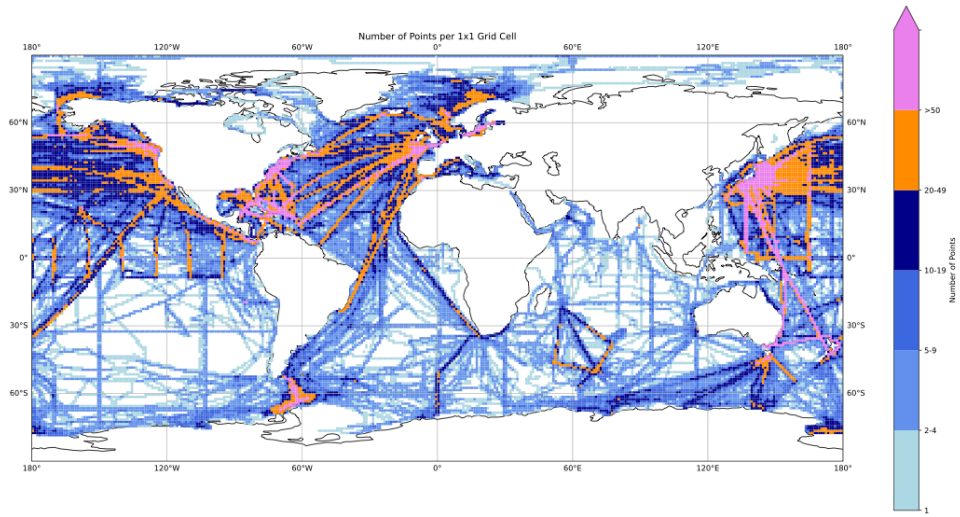 Number of Points per 1x1 Grid Cell
180° 120°W 60°W 0° 60°E 120°E 180°
60°N 60°N
30°N 30°N
0° 0°
30°S 30°S
60°S 60°S
180° 120°W 60°W 0° 60°E 120°E 180°
>50
20-49
10-19
5-9
2-4
1
Number of Points